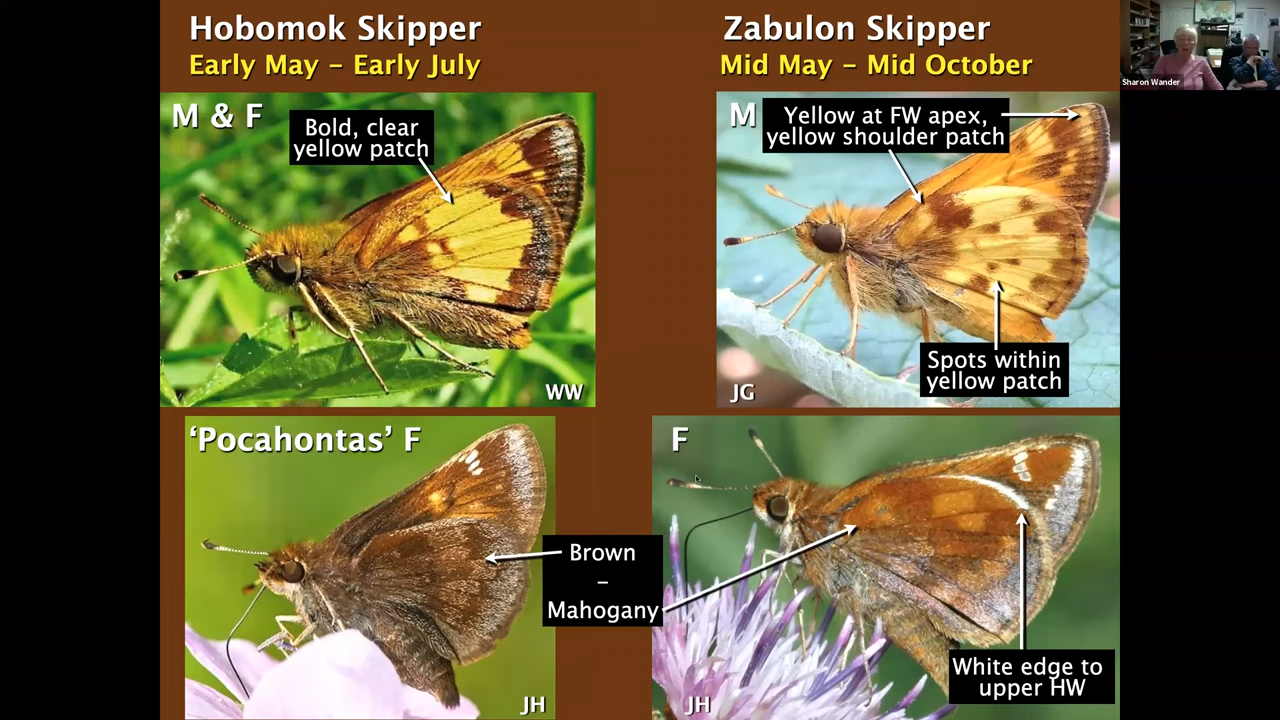 Hobomok Skipper
Early May – Early July
Zabulon Skipper
Mid May – Mid October
Sharon Wander
M & F
Bold, clear
yellow patch
WW
M
Yellow at FW apex,
yellow shoulder patch
Spots within
yellow patch
JG
‘Pocahontas’ F
Brown
–
Mahogany
JH
F
White edge to
upper HW
JH